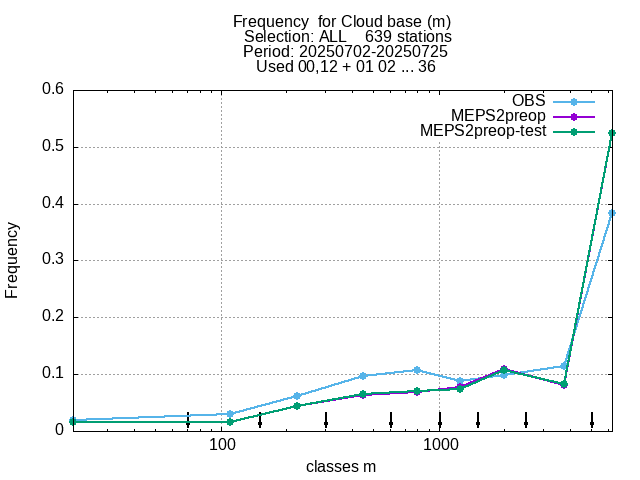 Frequency  for Cloud base (m)
Selection: ALL    639 stations
Period: 20250702-20250725
Used 00,12 + 01 02 ... 36
OBS
MEPS2preop
MEPS2preop-test
0.6
0.5
0.4
0.3
0.2
0.1
0
Frequency
100
1000
classes m